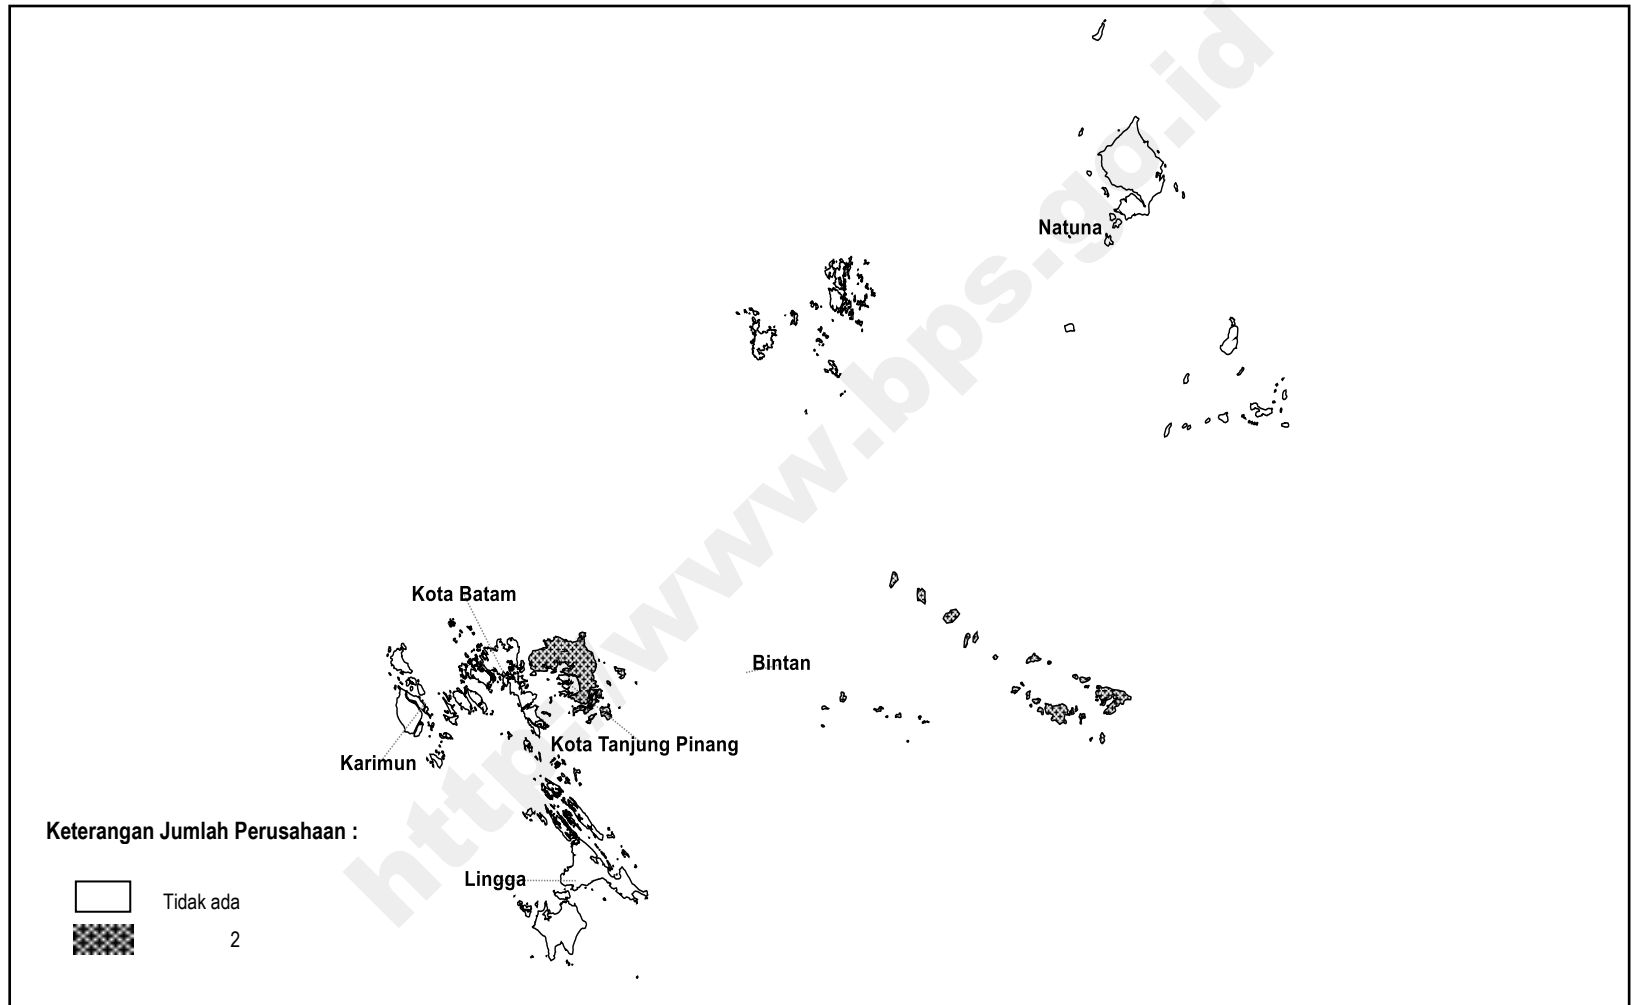 Natuna
Kota Batam
Bintan
Kota Tanjung Pinang
Karimun
Keterangan Jumlah Perusahaan :
Lingga
Tidak ada
2
http://www.bps.go.id